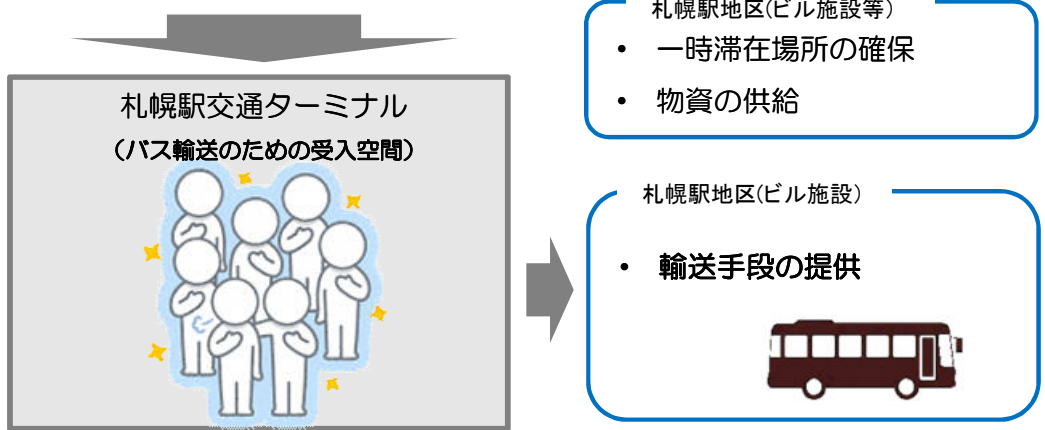 札幌駅地区(ビル施設等)
• 一時滞在場所の確保
• 物資の供給
札幌駅交通ターミナル
（バス輸送のための受入空間）
札幌駅地区(ビル施設)
• 輸送手段の提供